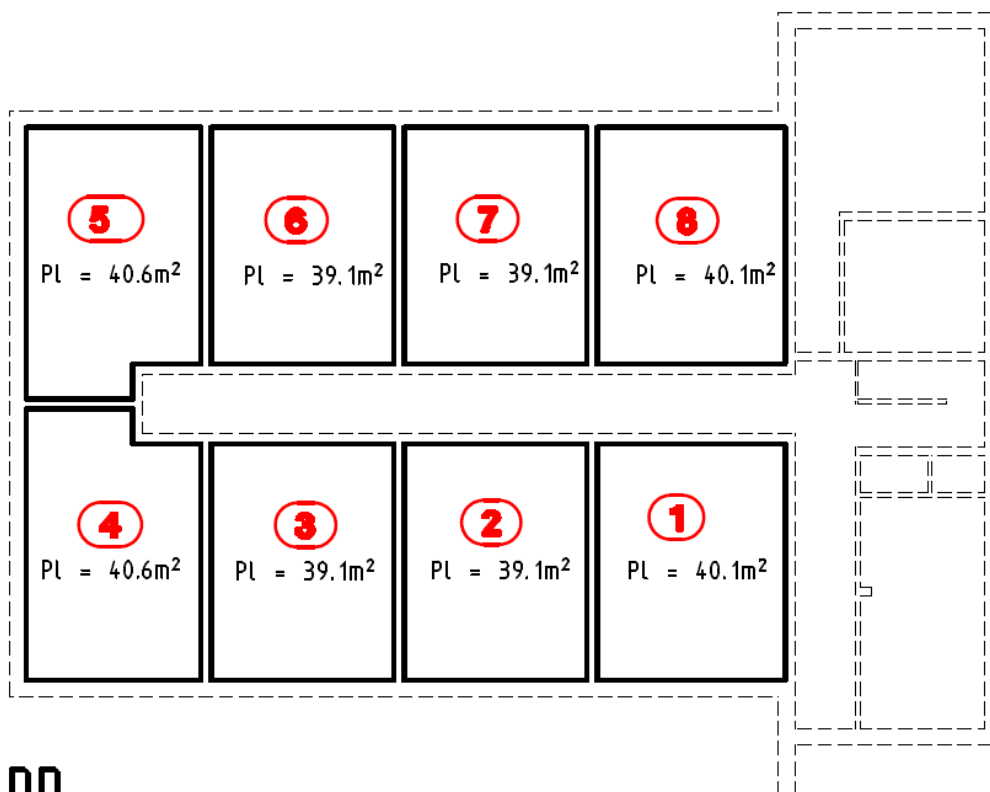 5 6 7 8
Pl = 40.6m² Pl = 39.1m² Pl = 39.1m² Pl = 40.1m²
4 3 2 1
Pl = 40.6m² Pl = 39.1m² Pl = 39.1m² Pl = 40.1m²